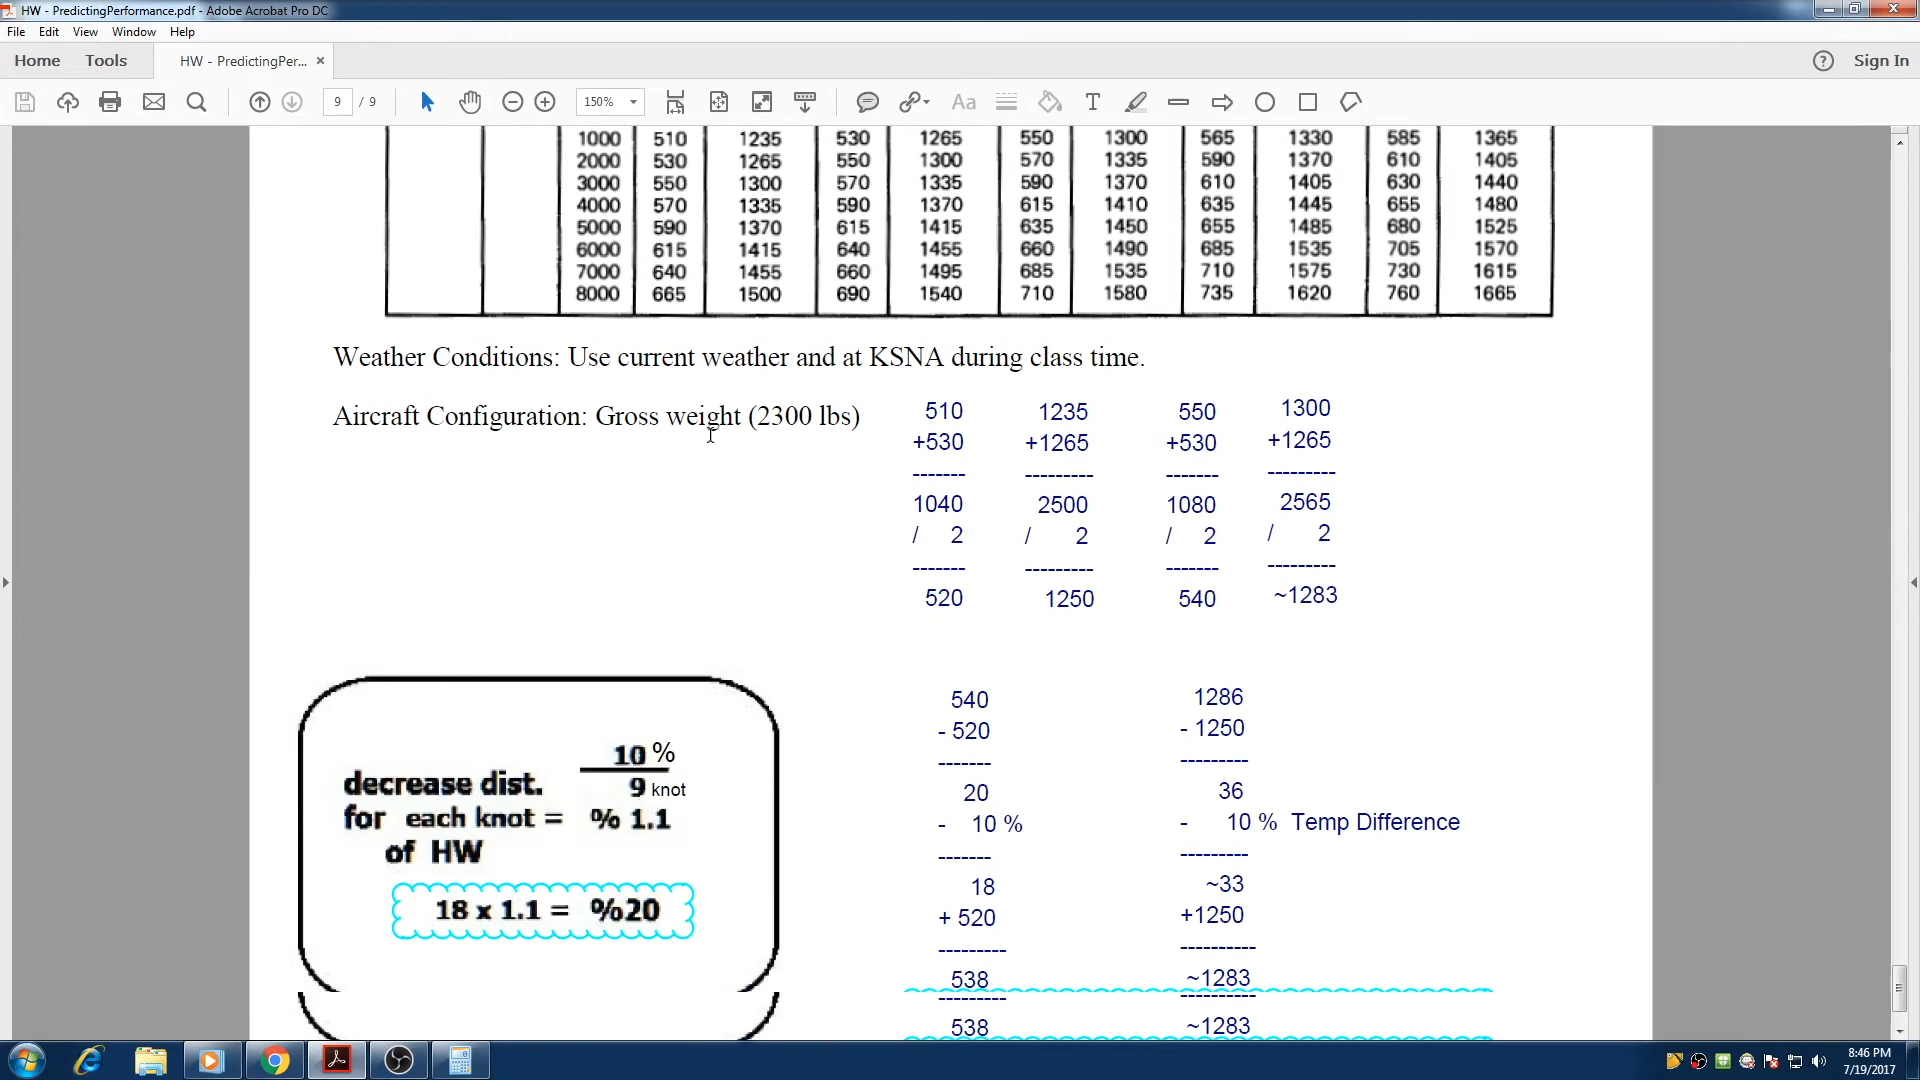 HW - PredictingPerformance.pdf - Adobe Acrobat Pro DC
File Edit View Window Help
Home Tools HW - PredictingPer... × Sign In
9 / 9 150%
1000 510 1235 530 1265 550 1300 565 1330 585 1365
2000 530 1265 550 1300 570 1335 590 1370 610 1405
3000 550 1300 570 1335 590 1370 610 1405 630 1440
4000 570 1335 590 1370 615 1410 635 1445 655 1480
5000 590 1370 615 1415 635 1450 655 1485 680 1525
6000 615 1415 640 1455 660 1490 685 1535 705 1570
7000 640 1455 660 1495 685 1535 710 1575 730 1615
8000 665 1500 690 1540 710 1580 735 1620 760 1665
Weather Conditions: Use current weather and at KSNA during class time.
Aircraft Configuration: Gross weight (2300 lbs)
510 1235 550 1300
+530 +1265 +530 +1265
------- --------- ------- ---------
1040 2500 1080 2565
/ 2 / 2 / 2 / 2
------- --------- ------- ---------
520 1250 540 ~1283
10 %
decrease dist. 9 knot
for each knot = % 1.1
of HW
18 x 1.1 = %20
540 1286
- 520 - 1250
------- ---------
20 36
- 10 % - 10 % Temp Difference
------- ---------
18 ~33
+ 520 +1250
--------- ----------
538 ~1283
--------- ----------
538 ~1283
8:46 PM
7/19/2017